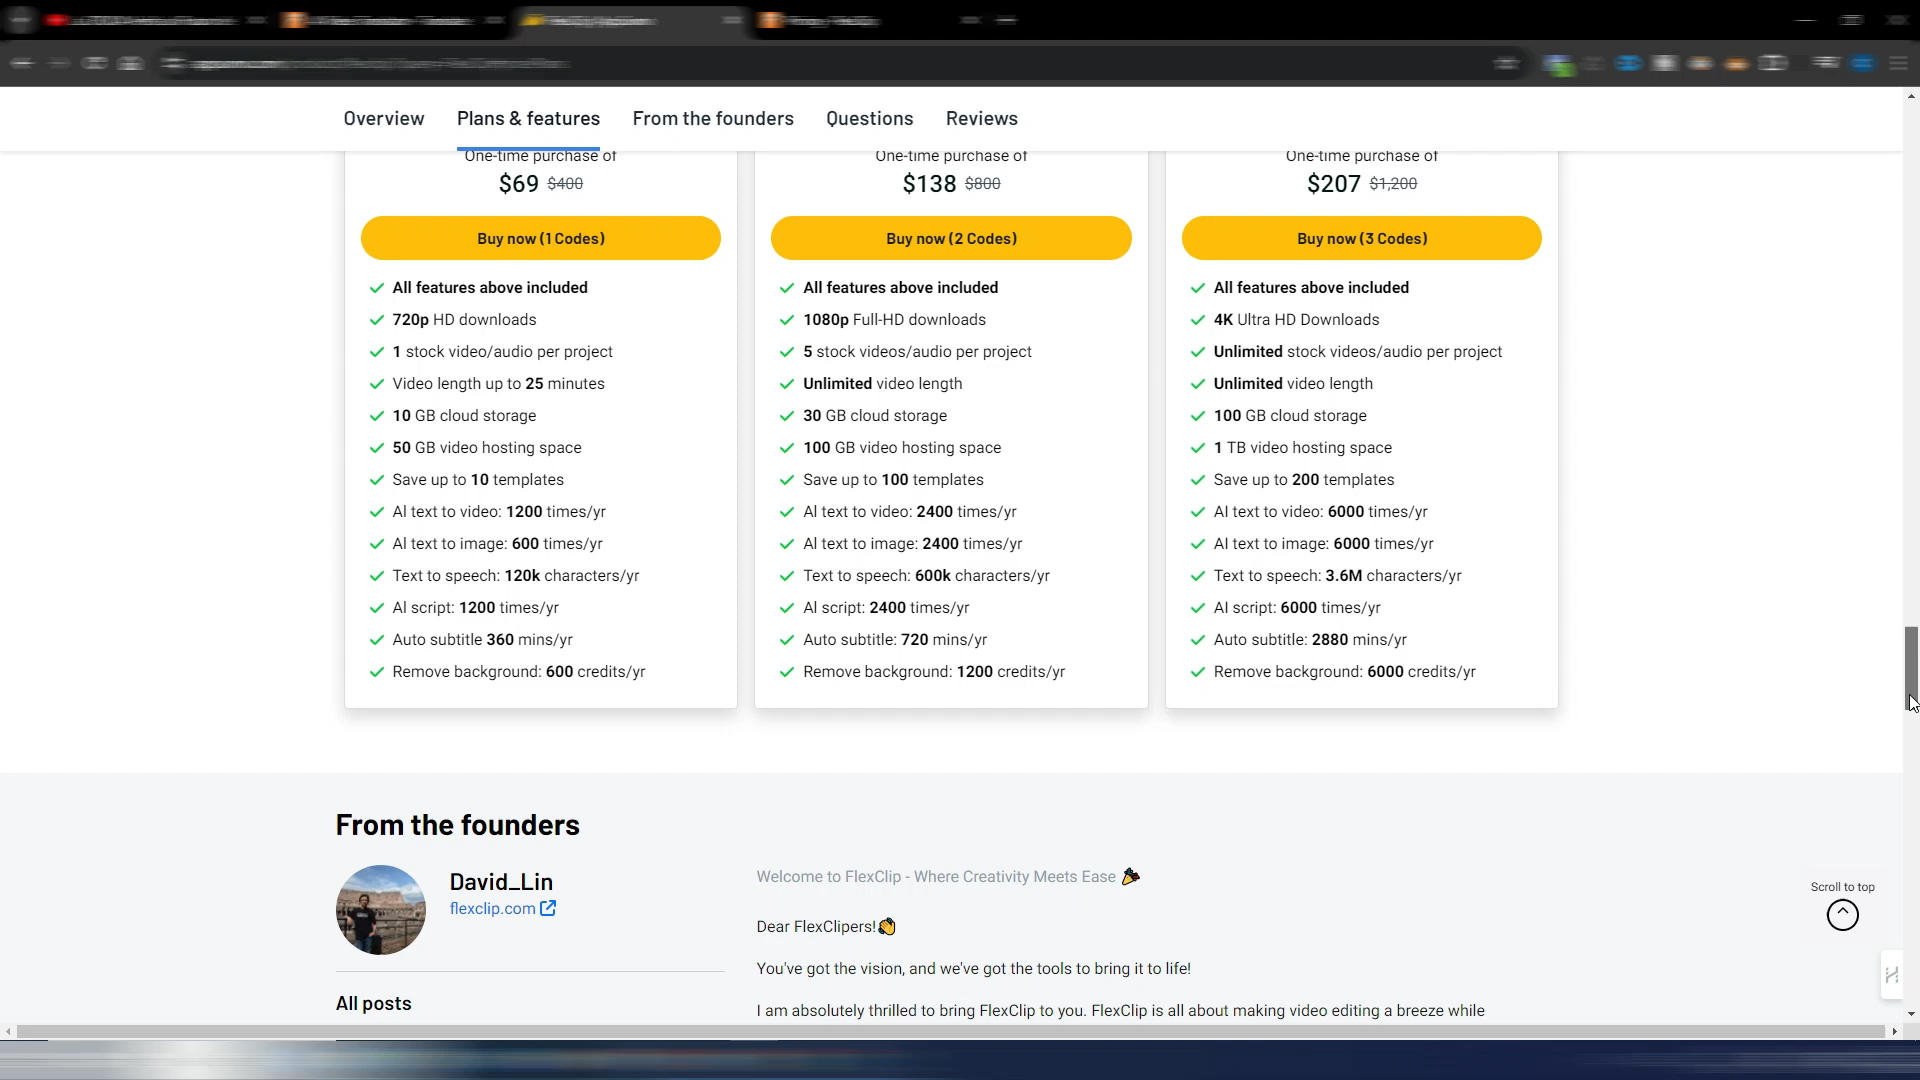 Overview Plans & features From the founders Questions Reviews
One-time purchase of
$69 $400
Buy now (1 Codes)
All features above included
720p HD downloads
1 stock video/audio per project
Video length up to 25 minutes
10 GB cloud storage
50 GB video hosting space
Save up to 10 templates
AI text to video: 1200 times/yr
AI text to image: 600 times/yr
Text to speech: 120k characters/yr
AI script: 1200 times/yr
Auto subtitle 360 mins/yr
Remove background: 600 credits/yr
One-time purchase of
$138 $800
Buy now (2 Codes)
All features above included
1080p Full-HD downloads
5 stock videos/audio per project
Unlimited video length
30 GB cloud storage
100 GB video hosting space
Save up to 100 templates
AI text to video: 2400 times/yr
AI text to image: 2400 times/yr
Text to speech: 600k characters/yr
AI script: 2400 times/yr
Auto subtitle: 720 mins/yr
Remove background: 1200 credits/yr
One-time purchase of
$207 $1,200
Buy now (3 Codes)
All features above included
4K Ultra HD Downloads
Unlimited stock videos/audio per project
Unlimited video length
100 GB cloud storage
1 TB video hosting space
Save up to 200 templates
AI text to video: 6000 times/yr
AI text to image: 6000 times/yr
Text to speech: 3.6M characters/yr
AI script: 6000 times/yr
Auto subtitle: 2880 mins/yr
Remove background: 6000 credits/yr
From the founders
David_Lin
flexclip.com
All posts
Welcome to FlexClip - Where Creativity Meets Ease 🎉
Dear FlexClipers!👏
You've got the vision, and we've got the tools to bring it to life!
I am absolutely thrilled to bring FlexClip to you. FlexClip is all about making video editing a breeze while
Scroll to top